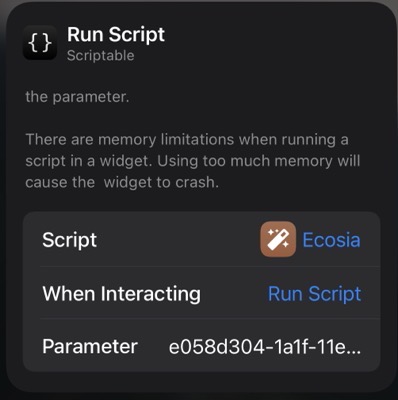 {} Run Script
Scriptable
the parameter.
There are memory limitations when running a
script in a widget. Using too much memory will
cause the  widget to crash.
Script Ecosia
When Interacting Run Script
Parameter e058d304-1a1f-11e...